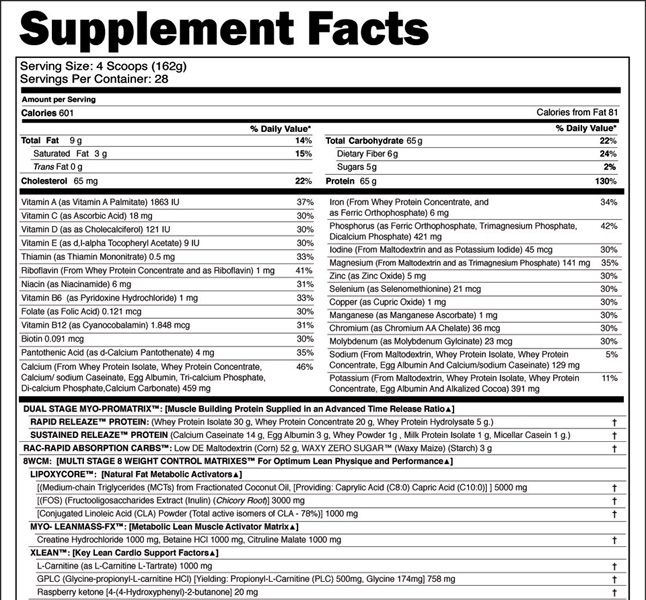 Supplement Facts
Serving Size: 4 Scoops (162g)
Servings Per Container: 28
Amount per Serving
Calories 601 Calories from Fat 81
% Daily Value* % Daily Value*
Total Fat 9 g 14%
Saturated Fat 3 g 15%
Trans Fat 0 g
Cholesterol 65 mg 22%
Total Carbohydrate 65 g 22%
Dietary Fiber 6 g 24%
Sugars 5 g 2%
Protein 65 g 130%
Vitamin A (as Vitamin A Palmitate) 1863 IU 37%
Vitamin C (as Ascorbic Acid) 18 mg 30%
Vitamin D (as as Cholecalciferol) 121 IU 30%
Vitamin E (as d,l-alpha Tocopheryl Acetate) 9 IU 30%
Thiamin (as Thiamin Mononitrate) 0.5 mg 33%
Riboflavin (From Whey Protein Concentrate and as Riboflavin) 1 mg 41%
Niacin (as Niacinamide) 6 mg 31%
Vitamin B6 (as Pyridoxine Hydrochloride) 1 mg 33%
Folate (as Folic Acid) 0.121 mcg 30%
Vitamin B12 (as Cyanocobalamin) 1.848 mcg 31%
Biotin 0.091 mcg 30%
Pantothenic Acid (as d-Calcium Pantothenate) 4 mg 35%
Calcium (From Whey Protein Isolate, Whey Protein Concentrate, 46%
Calcium/ sodium Caseinate, Egg Albumin, Tri-calcium Phosphate,
Di-calcium Phosphate,Calcium Carbonate) 459 mg
Iron (From Whey Protein Concentrate, and 34%
as Ferric Orthophosphate) 6 mg
Phosphorus (as Ferric Orthophosphate, Trimagnesium Phosphate, 42%
Dicalcium Phosphate) 421 mg
Iodine (From Maltodextrin and as Potassium Iodide) 45 mcg 30%
Magnesium (From Maltodextrin and as Trimagnesium Phosphate) 141 mg 35%
Zinc (as Zinc Oxide) 5 mg 30%
Selenium (as Selenomethionine) 21 mcg 30%
Copper (as Cupric Oxide) 1 mg 30%
Manganese (as Manganese Ascorbate) 1 mg 30%
Chromium (as Chromium AA Chelate) 36 mcg 30%
Molybdenum (as Molybdenum Gylcinate) 23 mcg 30%
Sodium (From Maltodextrin, Whey Protein Isolate, Whey Protein 5%
Concentrate, Egg Albumin And Calcium/sodium Caseinate) 129 mg
Potassium (From Maltodextrin, Whey Protein Isolate, Whey Protein 11%
Concentrate, Egg Albumin And Alkalized Cocoa) 391 mg
DUAL STAGE MYO-PROMATRIX™: [Muscle Building Protein Supplied in an Advanced Time Release Ratio▲]
RAPID RELEAZE™ PROTEIN: (Whey Protein Isolate 30 g, Whey Protein Concentrate 20 g, Whey Protein Hydrolysate 5 g.) †
SUSTAINED RELEAZE™ PROTEIN (Calcium Caseinate 14 g, Egg Albumin 3 g, Whey Powder 1g , Milk Protein Isolate 1 g, Micellar Casein 1 g.) †
RAC-RAPID ABSORPTION CARBS™: Low DE Maltodextrin (Corn) 52 g, WAXY ZERO SUGAR™ (Waxy Maize) (Starch) 3 g †
8WCM: [MULTI STAGE 8 WEIGHT CONTROL MATRIXES™ For Optimum Lean Physique and Performance▲]
LIPOXYCORE™: [Natural Fat Metabolic Activators▲]
[(Medium-chain Triglycerides (MCTs) from Fractionated Coconut Oil, [Providing: Caprylic Acid (C8:0) Capric Acid (C10:0)] ] 5000 mg †
[(FOS) (Fructooligosaccharides Extract (Inulin) (Chicory Root)] 3000 mg †
[Conjugated Linoleic Acid (CLA) Powder (Total active isomers of CLA - 78%)] 1000 mg †
MYO- LEANMASS-FX™: [Metabolic Lean Muscle Activator Matrix▲]
Creatine Hydrochloride 1000 mg, Betaine HCl 1000 mg, Citruline Malate 1000 mg †
XLEAN™: [Key Lean Cardio Support Factors▲]
L-Carnitine (as L-Carnitine L-Tartrate) 1000 mg †
GPLC (Glycine-propionyl-L-carnitine HCl) [Yielding: Propionyl-L-Carnitine (PLC) 500mg, Glycine 174mg] 758 mg †
Raspberry ketone [4-(4-Hydroxyphenyl)-2-butanone] 20 mg †